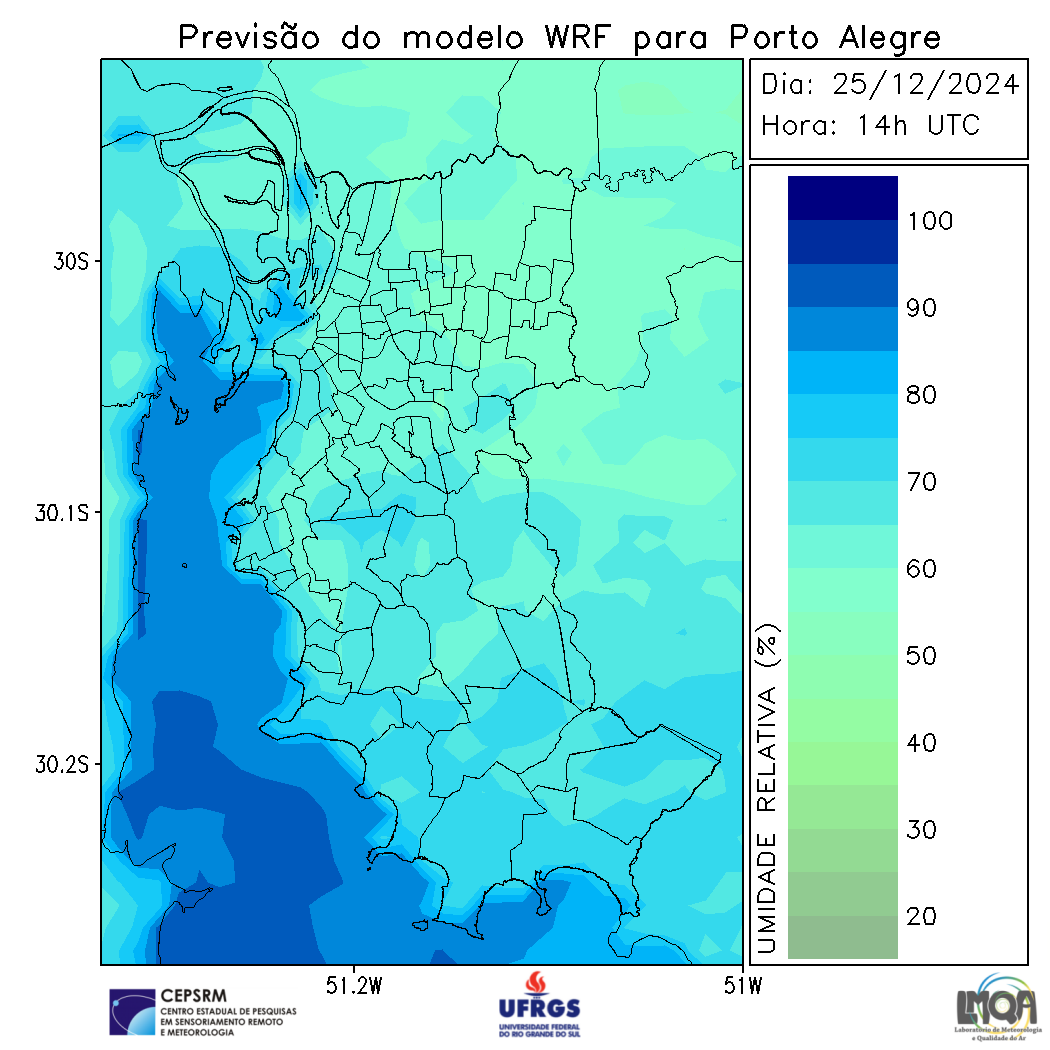 Previsão do modelo WRF para Porto Alegre
Dia: 25/12/2024
Hora: 14h UTC
30S
30.1S
30.2S
51.2W
51W
100
90
80
70
60
50
40
30
20
UMIDADE RELATIVA (%)
CEPSRM
CENTRO ESTADUAL DE PESQUISAS
EM SENSORIAMENTO REMOTO
E METEOROLOGIA
UFRGS
UNIVERSIDADE FEDERAL
DO RIO GRANDE DO SUL
LMQA
Laboratório de Meteorologia
e Qualidade do Ar